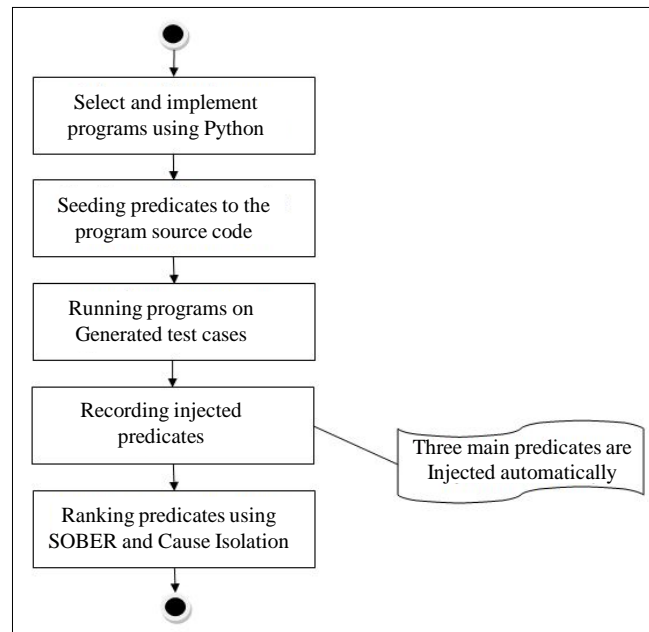 Select and implement
programs using Python
Seeding predicates to the
program source code
Running programs on
Generated test cases
Recording injected
predicates
Three main predicates are
Injected automatically
Ranking predicates using
SOBER and Cause Isolation